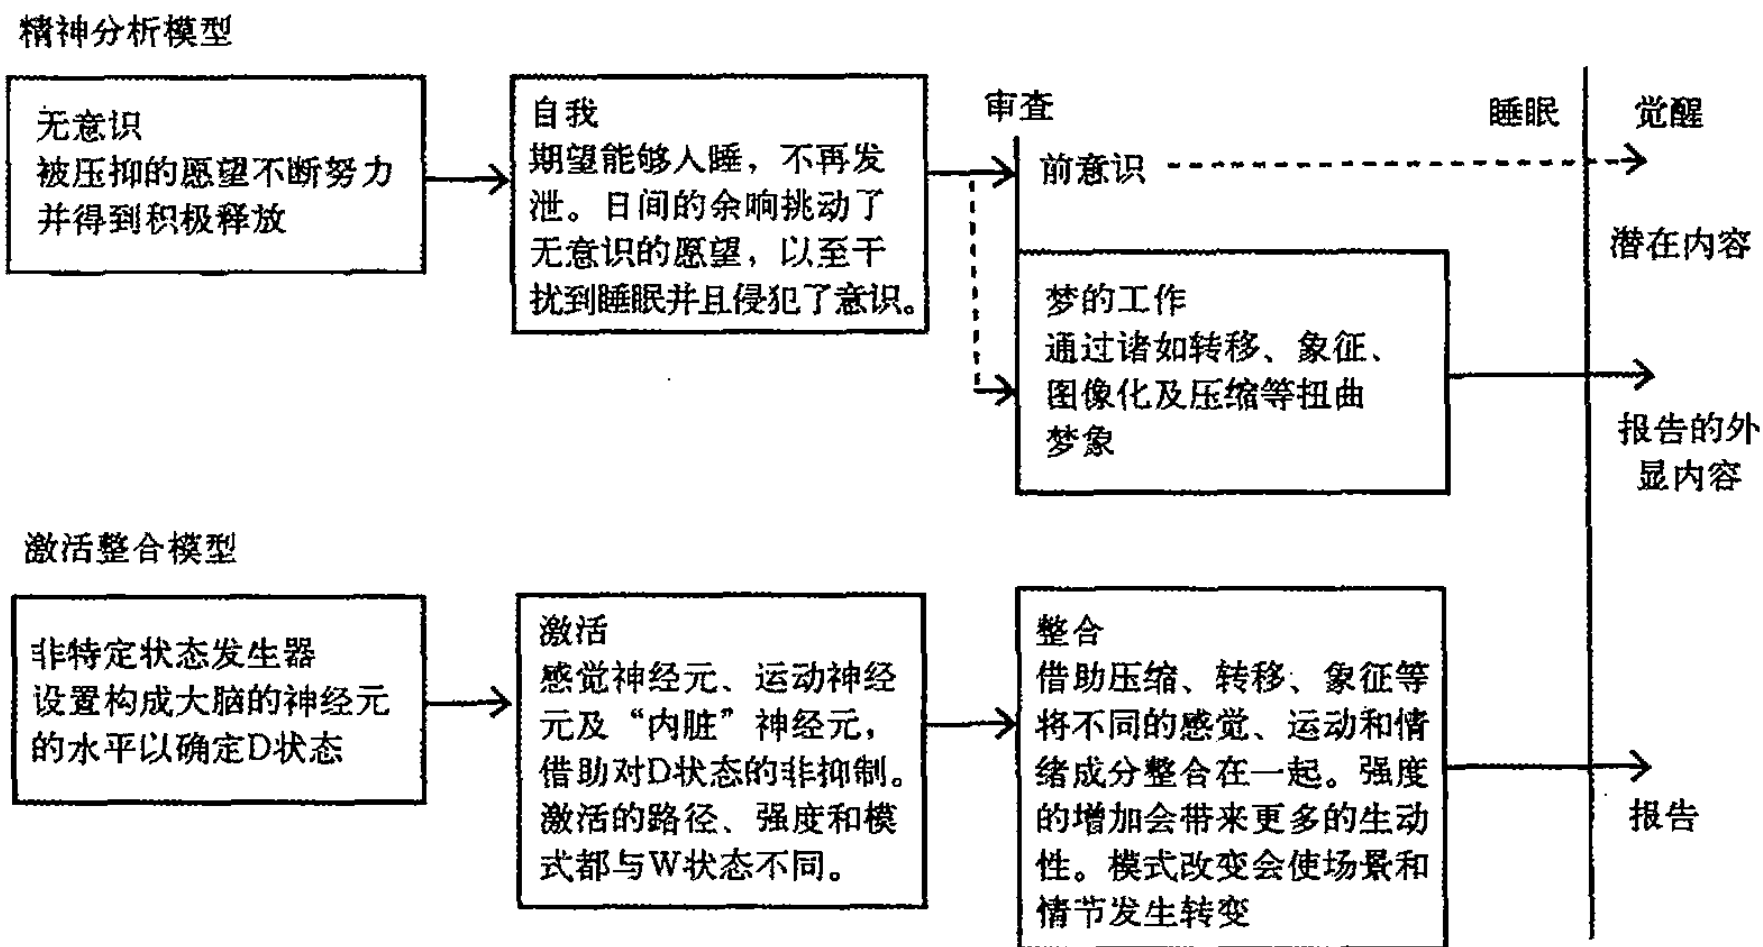 精神分析模型
无意识
被压抑的愿望不断努力
并得到积极释放
自我
期望能够人睡，不再发
泄。日间的余响挑动了
无意识的愿望，以至干
扰到睡眠并且侵犯了意识。
审查
前意识
梦的工作
通过诸如转移、象征、
图像化及压缩等扭曲
梦象
睡眠
觉醒
潜在内容
报告的外
显内容
激活整合模型
非特定状态发生器
设置构成大脑的神经元
的水平以确定D状态
激活
感觉神经元、运动神经
元及“内脏”神经元，
借助对D状态的非抑制。
激活的路径、强度和模
式都与W状态不同。
整合
借助压缩、转移、象征等
将不同的感觉、运动和情
绪成分整合在一起。强度
的增加会带来更多的生动
性。模式改变会使场景和
情节发生转变
报告